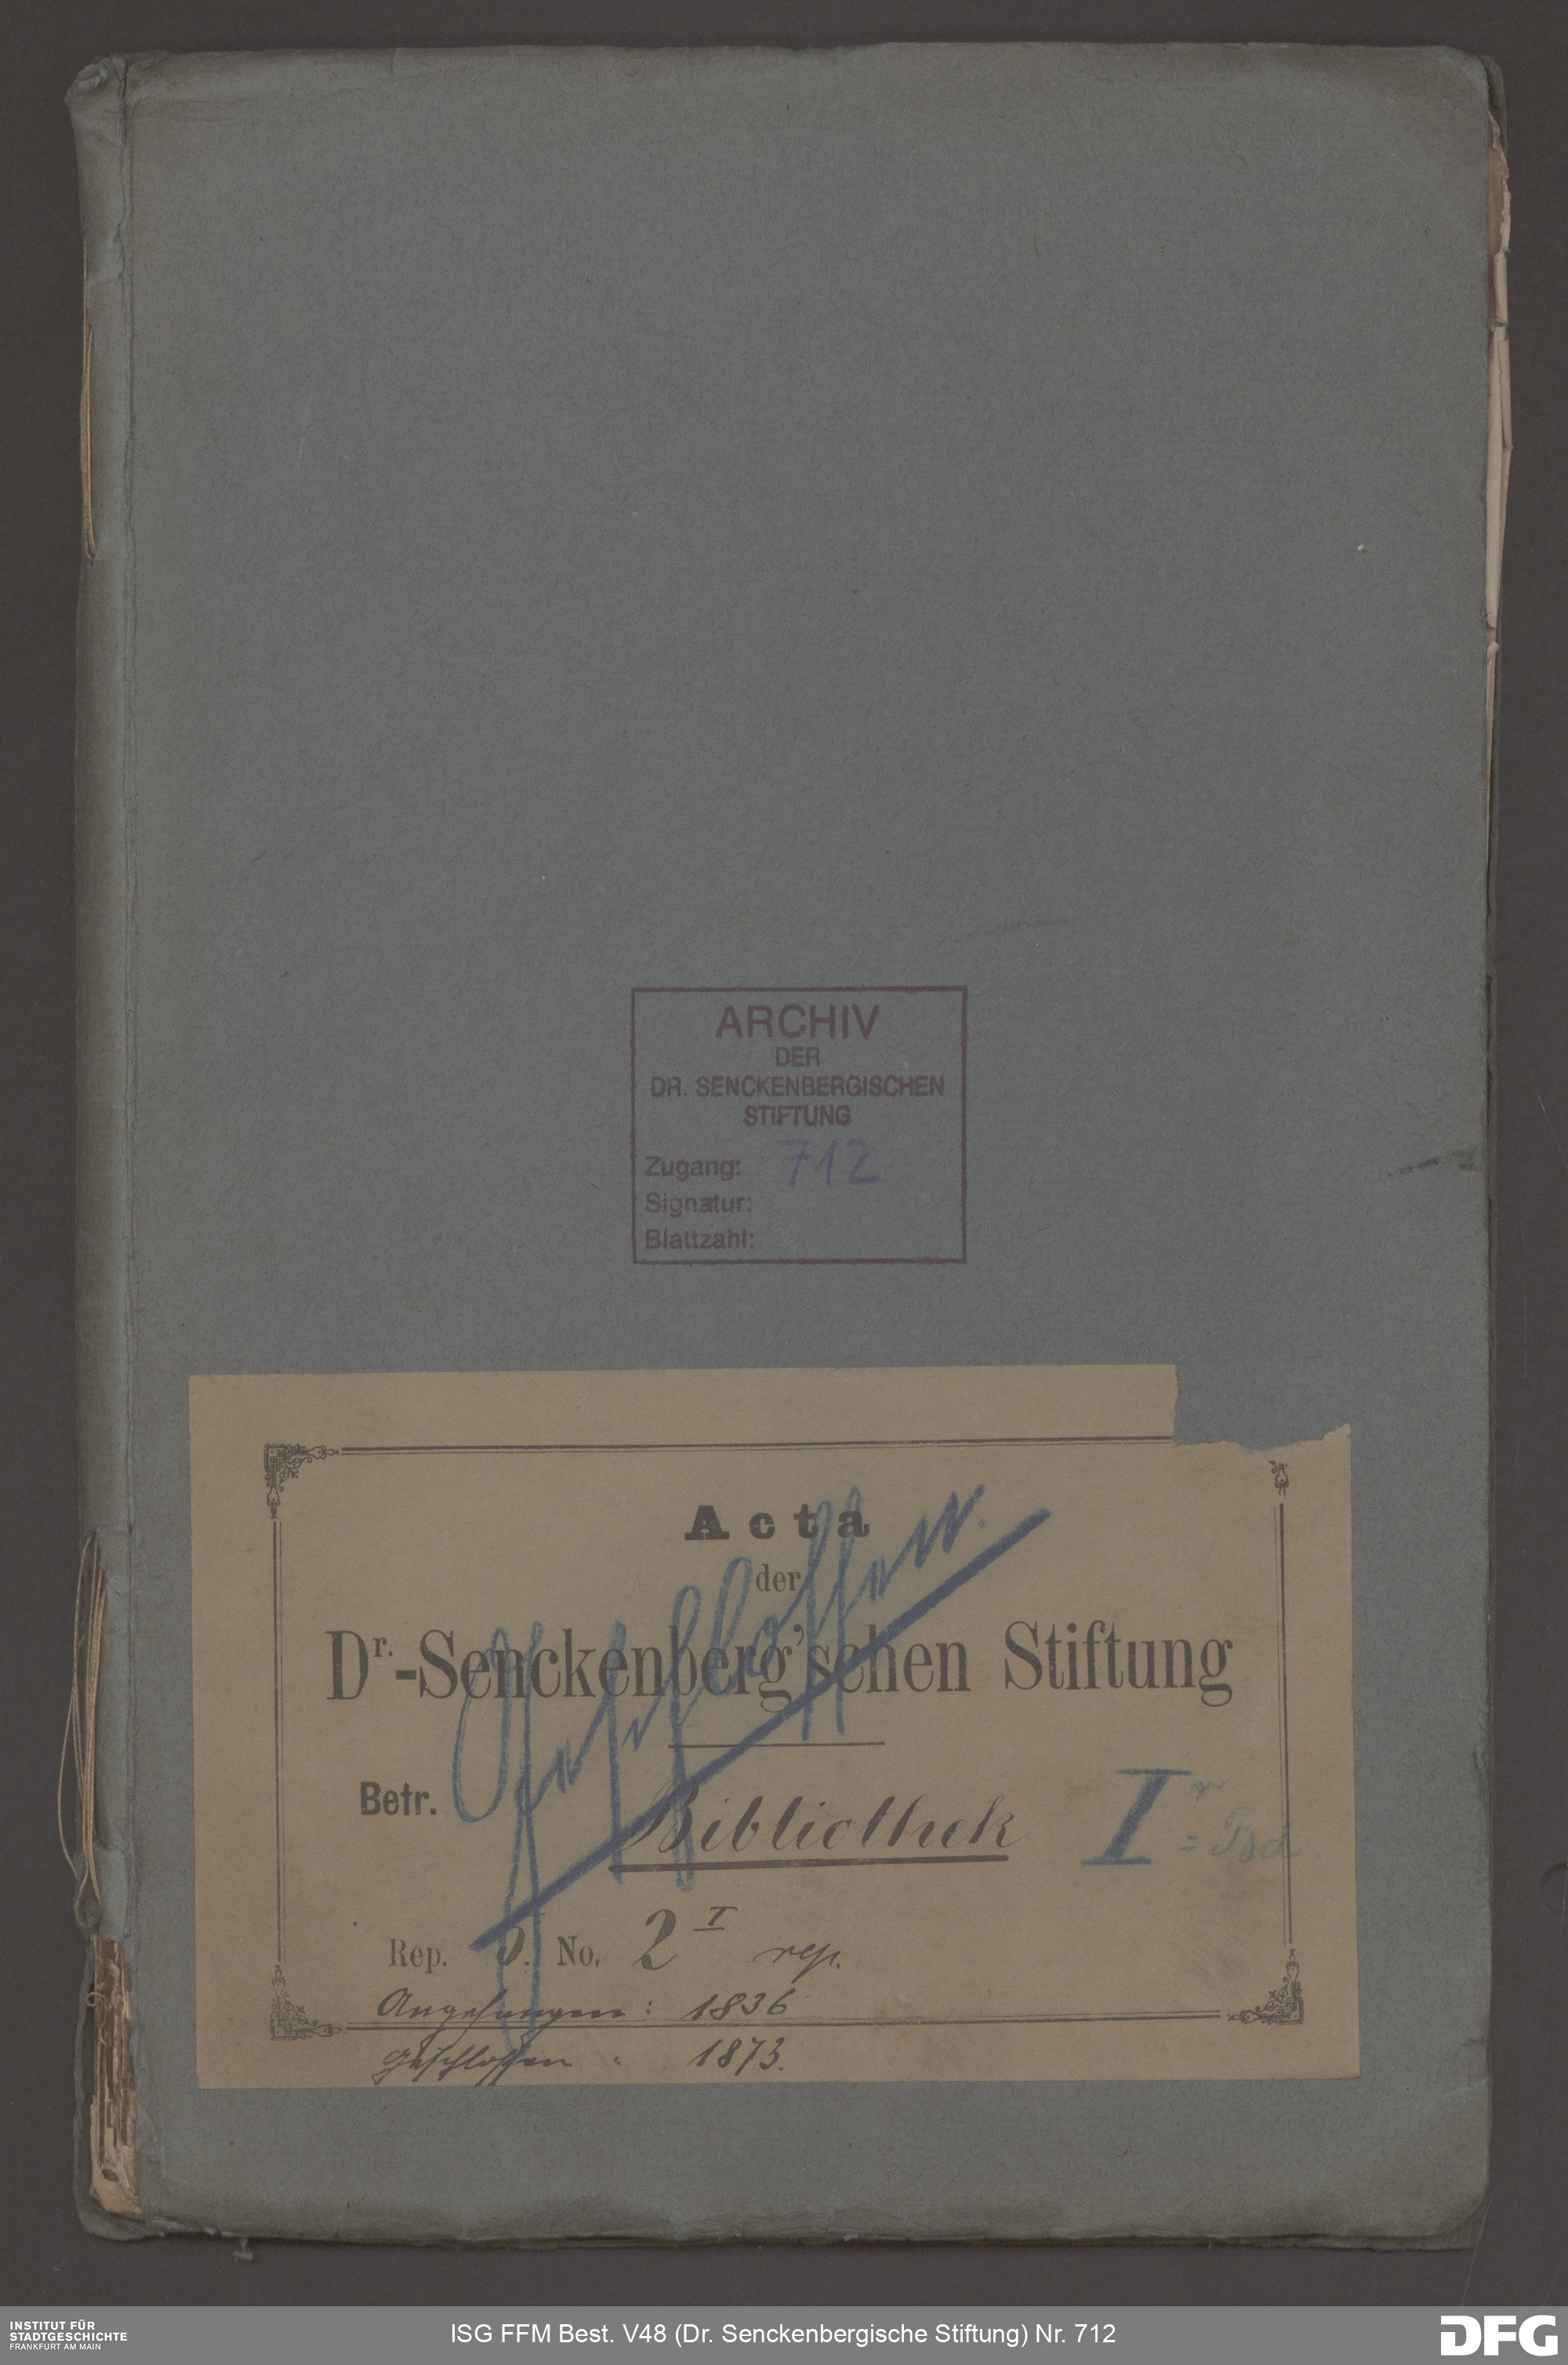 ARCHIV
DER
DR. SENCKENBERGISCHEN
STIFTUNG
Zugang: 712
Signatur:
Blattzahl:
Acta
der
Dr.-Senckenberg'schen Stiftung
Geschlossen.
Betr. Bibliothek Ir = Bd
Rep. No. 2 I rep.
Angefangen: 1836
Geschlossen " 1873.
INSTITUT FÜR
STADTGESCHICHTE
FRANKFURT AM MAIN
ISG FFM Best. V48 (Dr. Senckenbergische Stiftung) Nr. 712
DFG